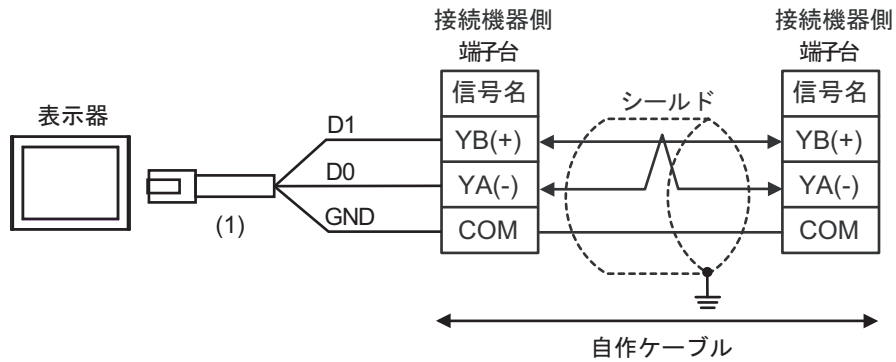 接続機器側
端子台
接続機器側
端子台
表示器
(1)
D1
D0
GND
信号名
YB(+)
YA(-)
COM
シールド
信号名
YB(+)
YA(-)
COM
自作ケーブル